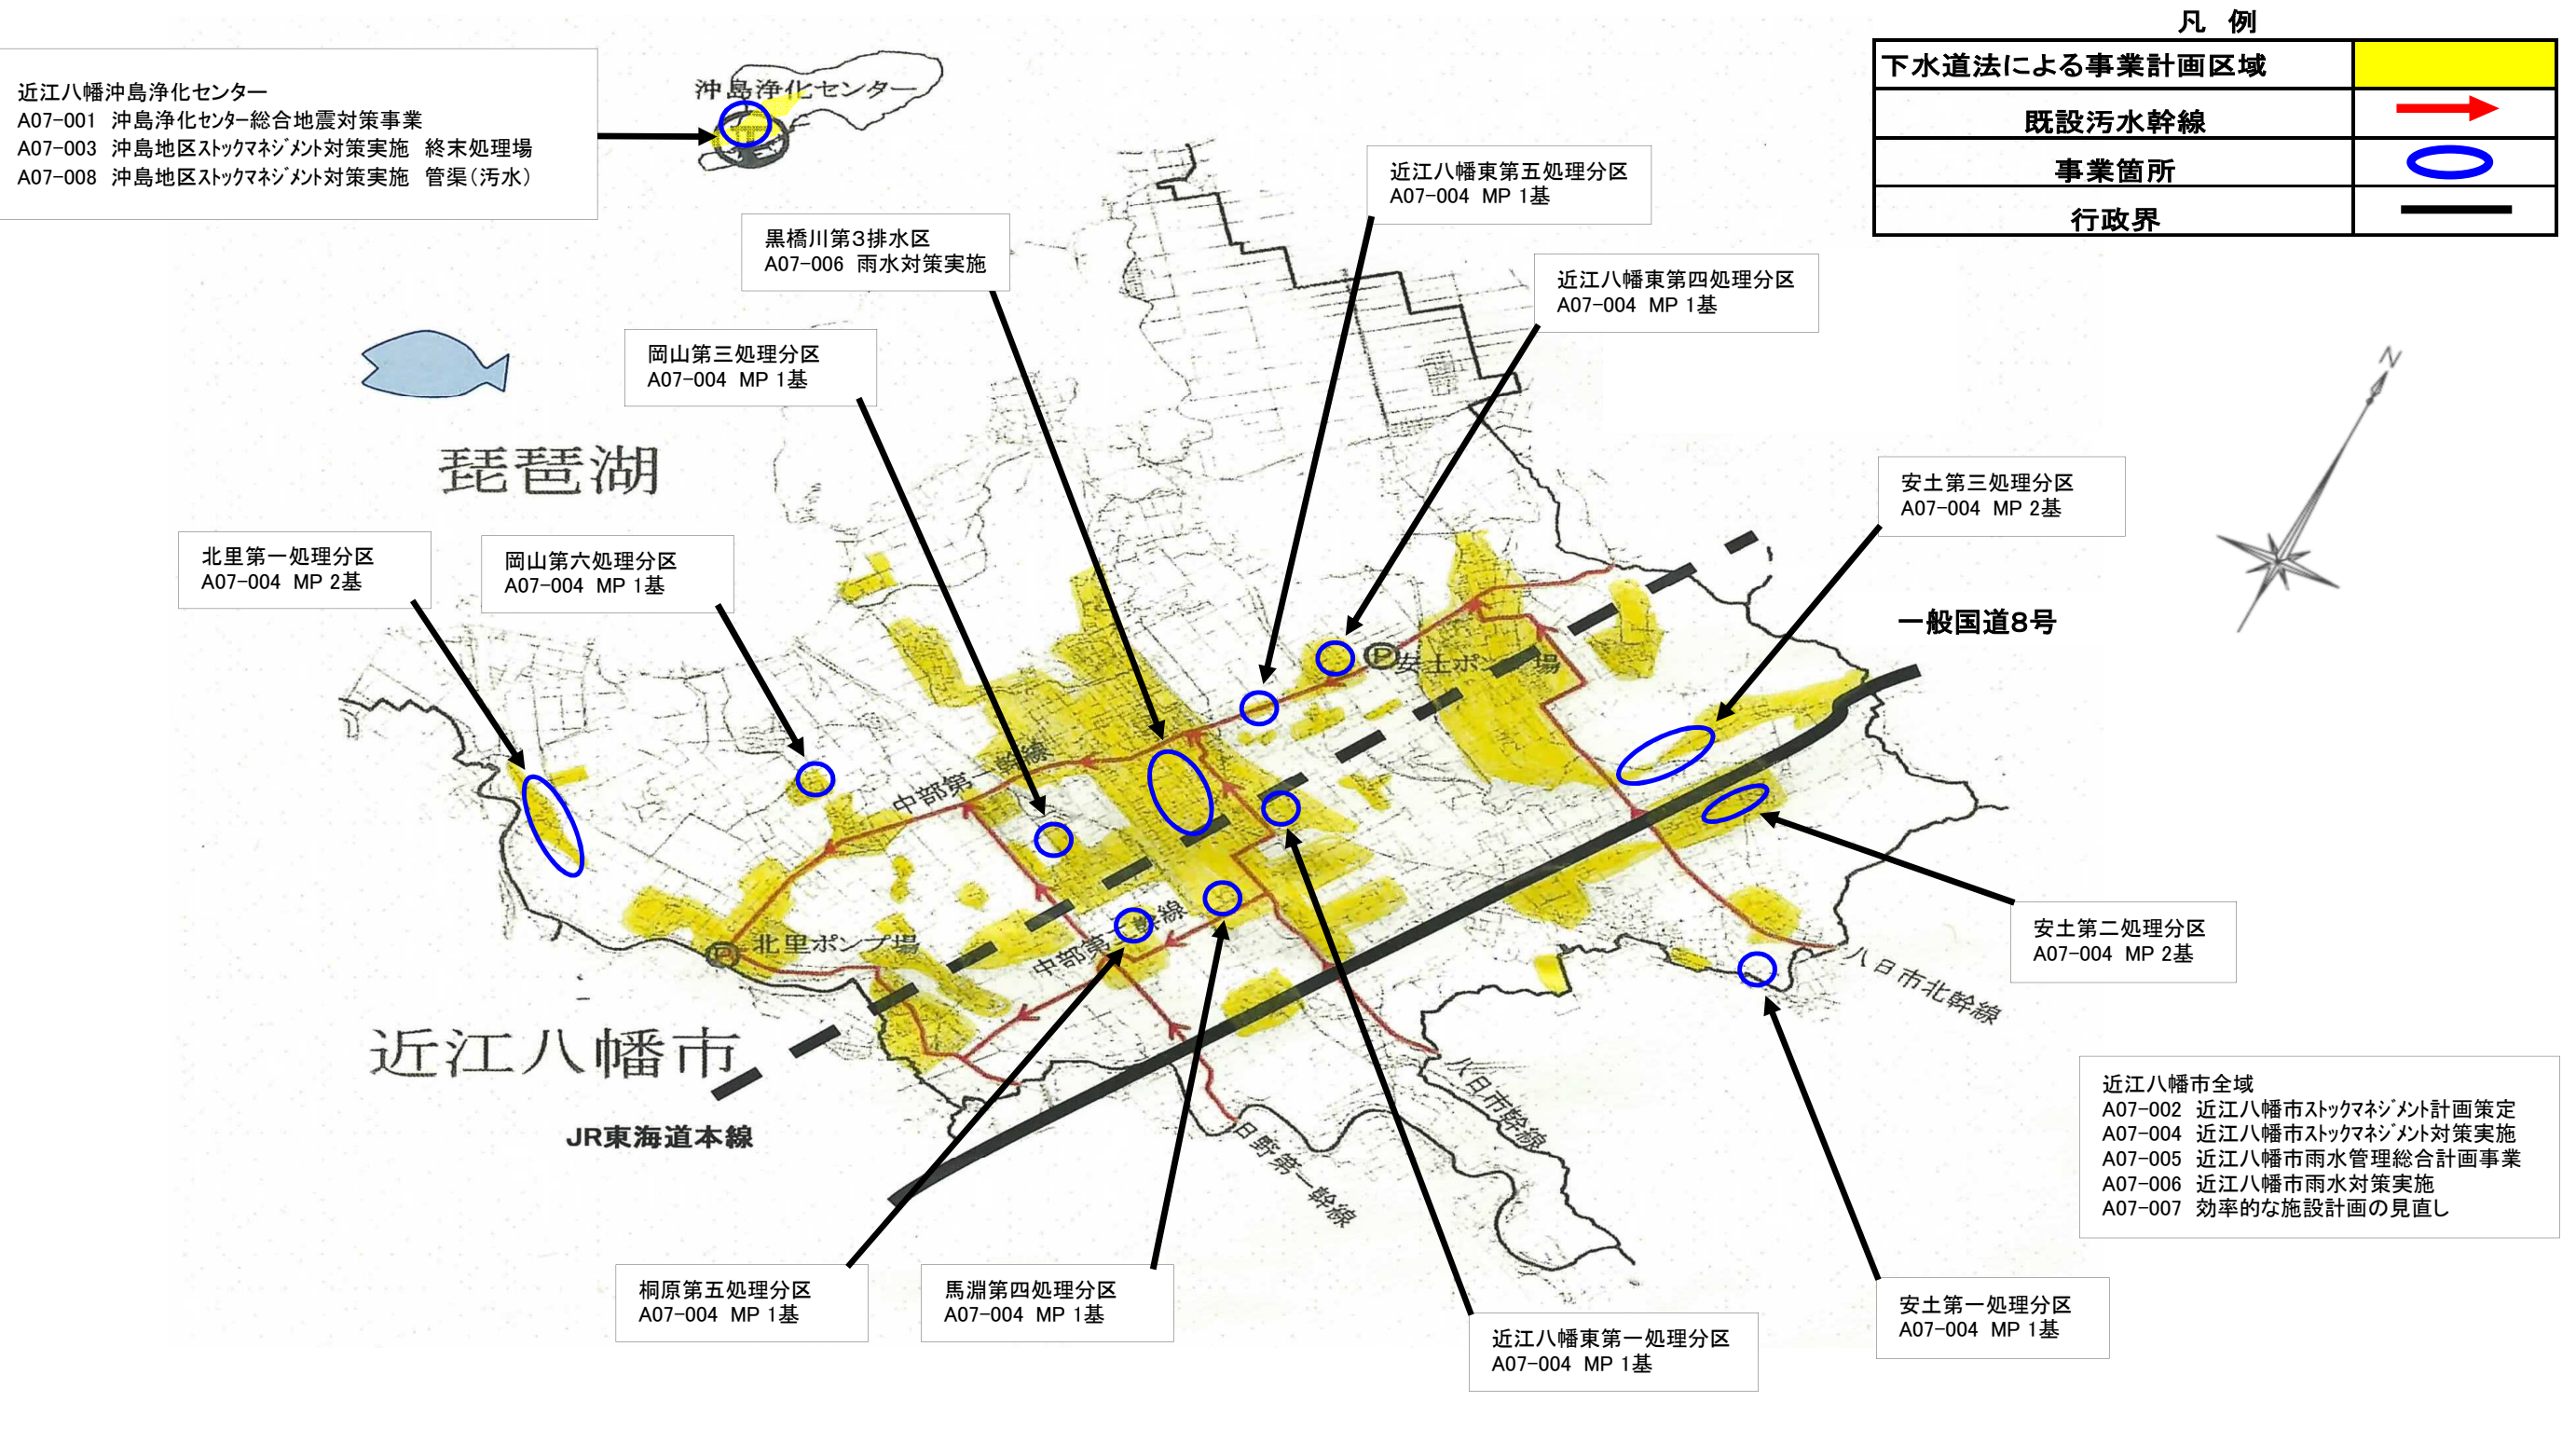 凡 例
下水道法による事業計画区域
既設汚水幹線
事業箇所
行政界
近江八幡沖島浄化センター
A07-001 沖島浄化ｾﾝﾀｰ総合地震対策事業
A07-003 沖島地区ｽﾄｯｸﾏﾈｼﾞﾒﾝﾄ対策実施 終末処理場
A07-008 沖島地区ｽﾄｯｸﾏﾈｼﾞﾒﾝﾄ対策実施 管渠（汚水）
沖島浄化センター
近江八幡東第五処理分区
A07-004 MP 1基
黒橋川第3排水区
A07-006 雨水対策実施
近江八幡東第四処理分区
A07-004 MP 1基
岡山第三処理分区
A07-004 MP 1基
N
琵琶湖
安土第三処理分区
A07-004 MP 2基
北里第一処理分区
A07-004 MP 2基
岡山第六処理分区
A07-004 MP 1基
一般国道8号
P
安土ポンプ場
中部第一幹線
中部第二幹線
P
北里ポンプ場
安土第二処理分区
A07-004 MP 2基
八日市北幹線
近江八幡市
JR東海道本線
八日市幹線
日野第一幹線
近江八幡市全域
A07-002 近江八幡市ｽﾄｯｸﾏﾈｼﾞﾒﾝﾄ計画策定
A07-004 近江八幡市ｽﾄｯｸﾏﾈｼﾞﾒﾝﾄ対策実施
A07-005 近江八幡市雨水管理総合計画事業
A07-006 近江八幡市雨水対策実施
A07-007 効率的な施設計画の見直し
桐原第五処理分区
A07-004 MP 1基
馬淵第四処理分区
A07-004 MP 1基
近江八幡東第一処理分区
A07-004 MP 1基
安土第一処理分区
A07-004 MP 1基